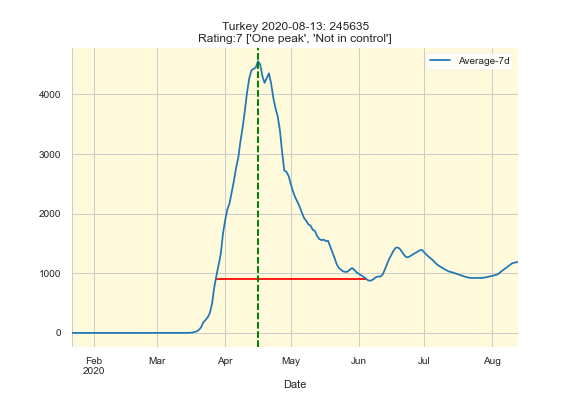 Turkey 2020-08-13: 245635
Rating:7 ['One peak', 'Not in control']
Average-7d
4000
3000
2000
1000
0
Feb Mar Apr May Jun Jul Aug
2020
Date